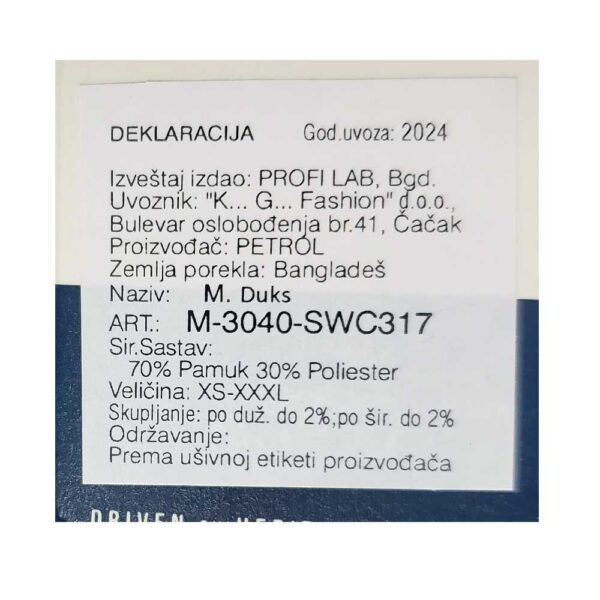 DEKLARACIJA God.uvoza: 2024
Izveštaj izdao: PROFI LAB, Bgd.
Uvoznik: "K... G... Fashion" d.o.o.,
Bulevar oslobođenja br.41, Čačak
Proizvođač: PETROL
Zemlja porekla: Bangladeš
Naziv: M. Duks
ART.: M-3040-SWC317
Sir.Sastav:
70% Pamuk 30% Poliester
Veličina: XS-XXXL
Skupljanje: po duž. do 2%;po šir. do 2%
Održavanje:
Prema ušivnoj etiketi proizvođača
DRIVEN